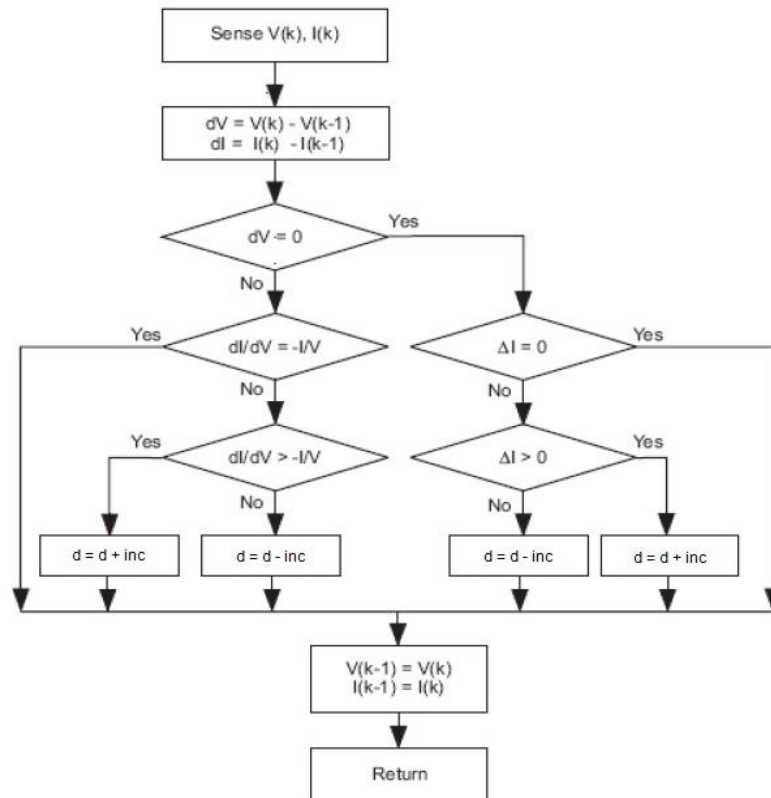 Sense V(k), I(k)
dV = V(k) - V(k-1)
dI = I(k) - I(k-1)
dV = 0
Yes
No
Yes
dI/dV = -I/V
ΔI = 0
Yes
No
No
Yes
dI/dV > -I/V
ΔI > 0
Yes
No
No
d = d + inc
d = d - inc
d = d - inc
d = d + inc
V(k-1) = V(k)
I(k-1) = I(k)
Return